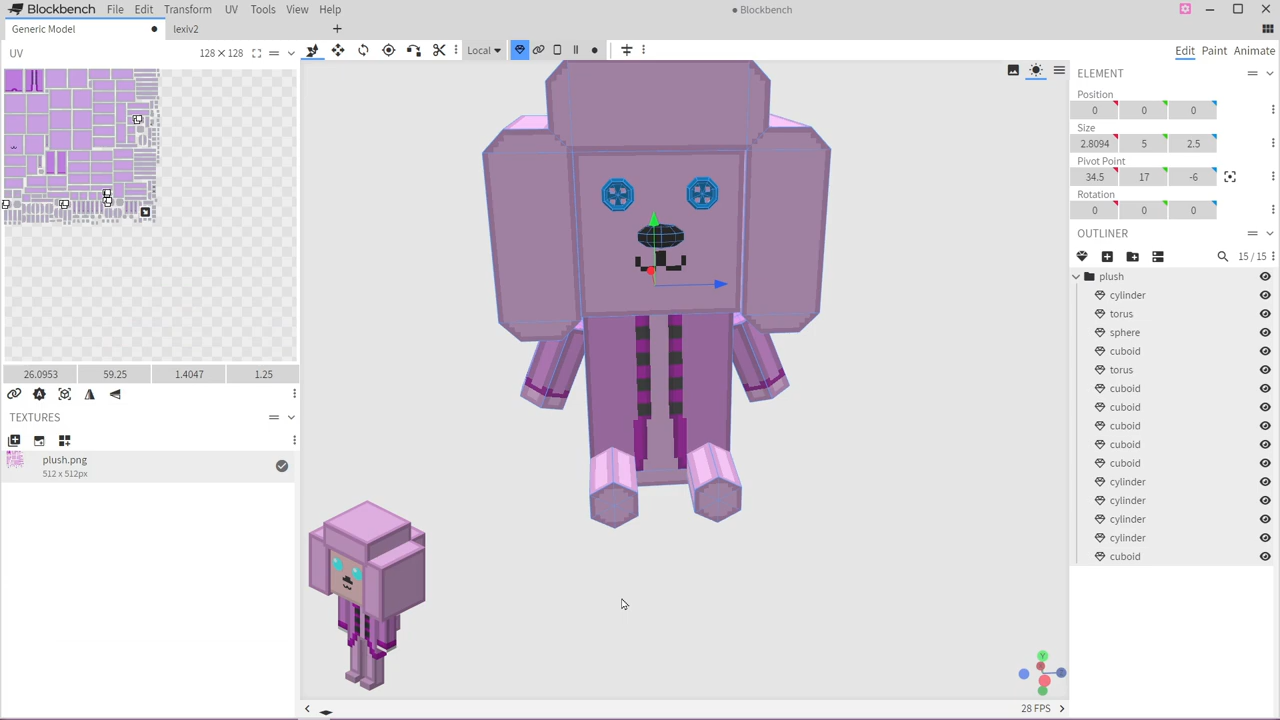 Blockbench File Edit Transform UV Tools View Help
Blockbench
Generic Model lexiv2
UV 128 × 128
Local
Edit Paint Animate
ELEMENT
Position
0 0 0
Size
2.8094 5 2.5
Pivot Point
34.5 17 -6
Rotation
0 0 0
OUTLINER
15 / 15
plush
cylinder
torus
sphere
cuboid
torus
cuboid
cuboid
cuboid
cuboid
cuboid
cylinder
cylinder
cylinder
cylinder
cuboid
26.0953 59.25 1.4047 1.25
TEXTURES
plush.png
512 x 512px
28 FPS